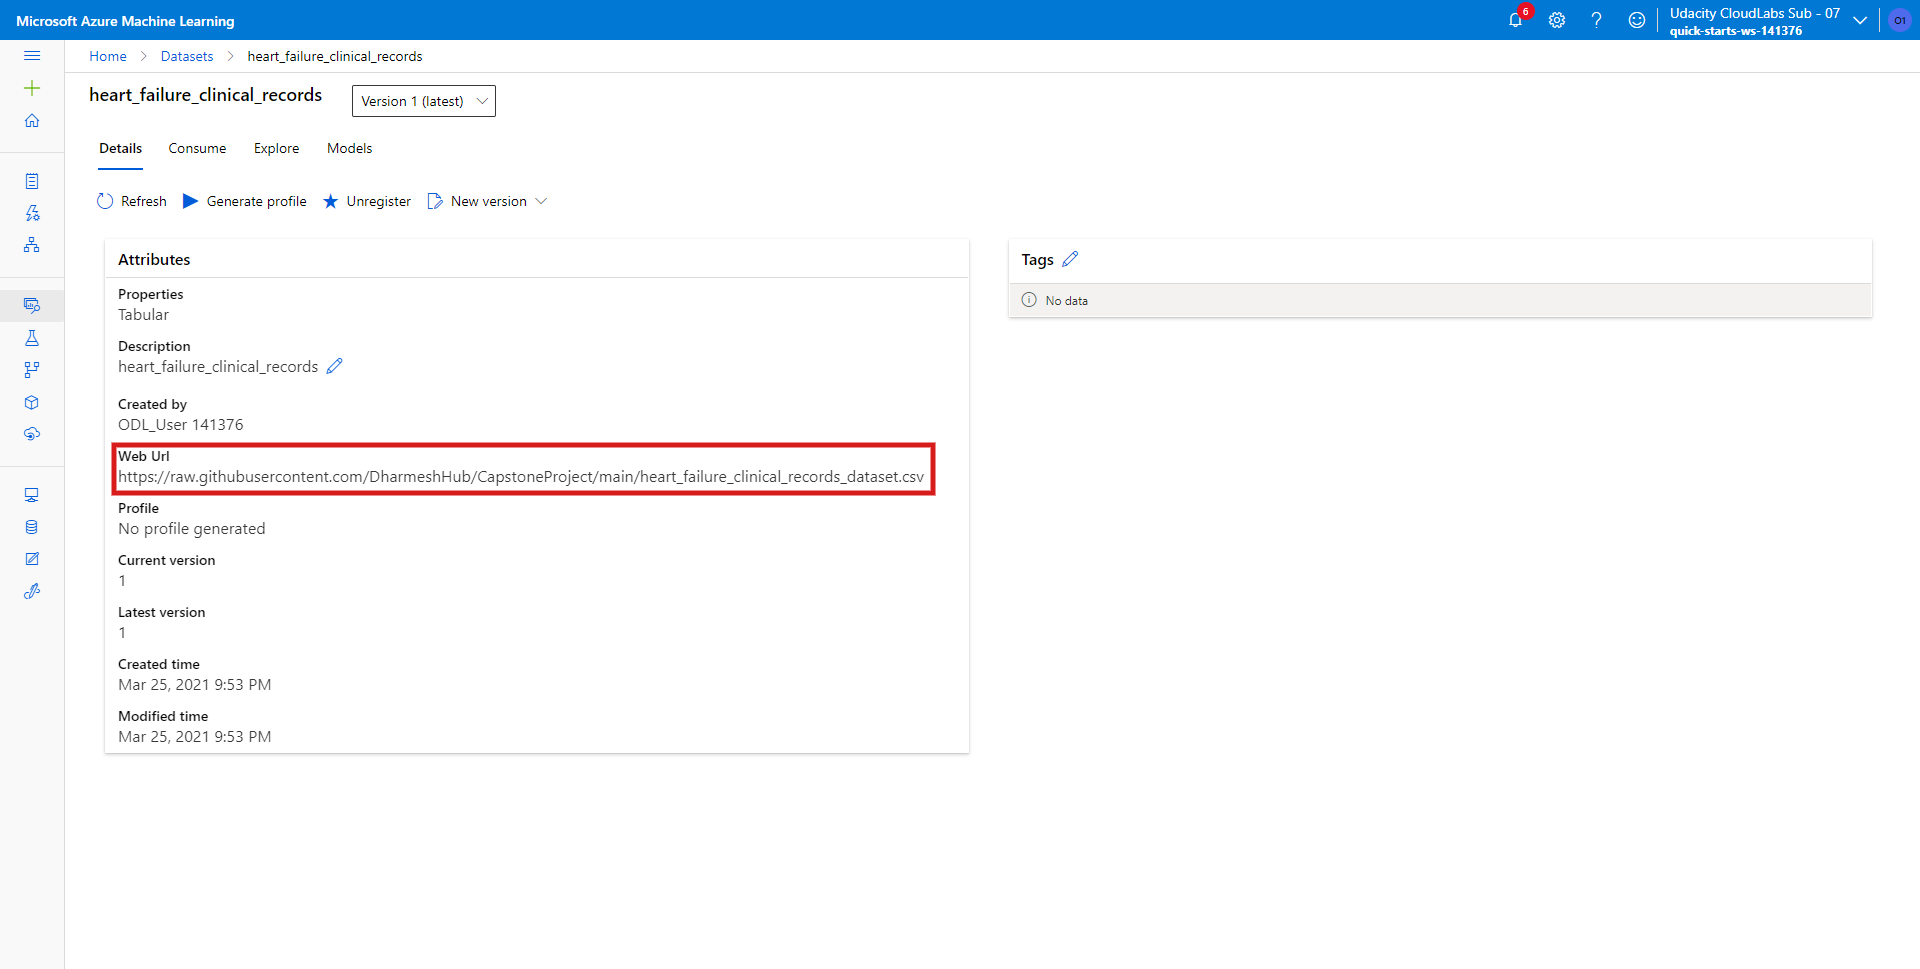 Microsoft Azure Machine Learning
6
Udacity CloudLabs Sub - 07
quick-starts-ws-141376
O1
Home > Datasets > heart_failure_clinical_records
heart_failure_clinical_records
Version 1 (latest)
Details Consume Explore Models
Refresh Generate profile Unregister New version
Attributes
Properties
Tabular
Description
heart_failure_clinical_records
Created by
ODL_User 141376
Web Url
https://raw.githubusercontent.com/DharmeshHub/CapstoneProject/main/heart_failure_clinical_records_dataset.csv
Profile
No profile generated
Current version
1
Latest version
1
Created time
Mar 25, 2021 9:53 PM
Modified time
Mar 25, 2021 9:53 PM
Tags
No data